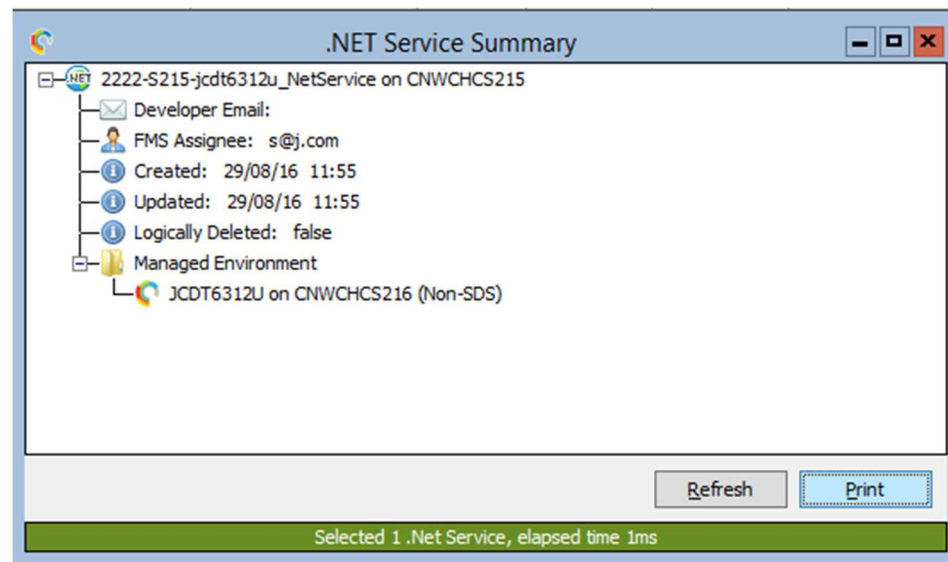 .NET Service Summary
.NET 2222-S215-jcdt6312u_NetService on CNWCHCS215
Developer Email:
FMS Assignee: s@j.com
Created: 29/08/16 11:55
Updated: 29/08/16 11:55
Logically Deleted: false
Managed Environment
JCDT6312U on CNWCHCS216 (Non-SDS)
Refresh Print
Selected 1 .Net Service, elapsed time 1ms